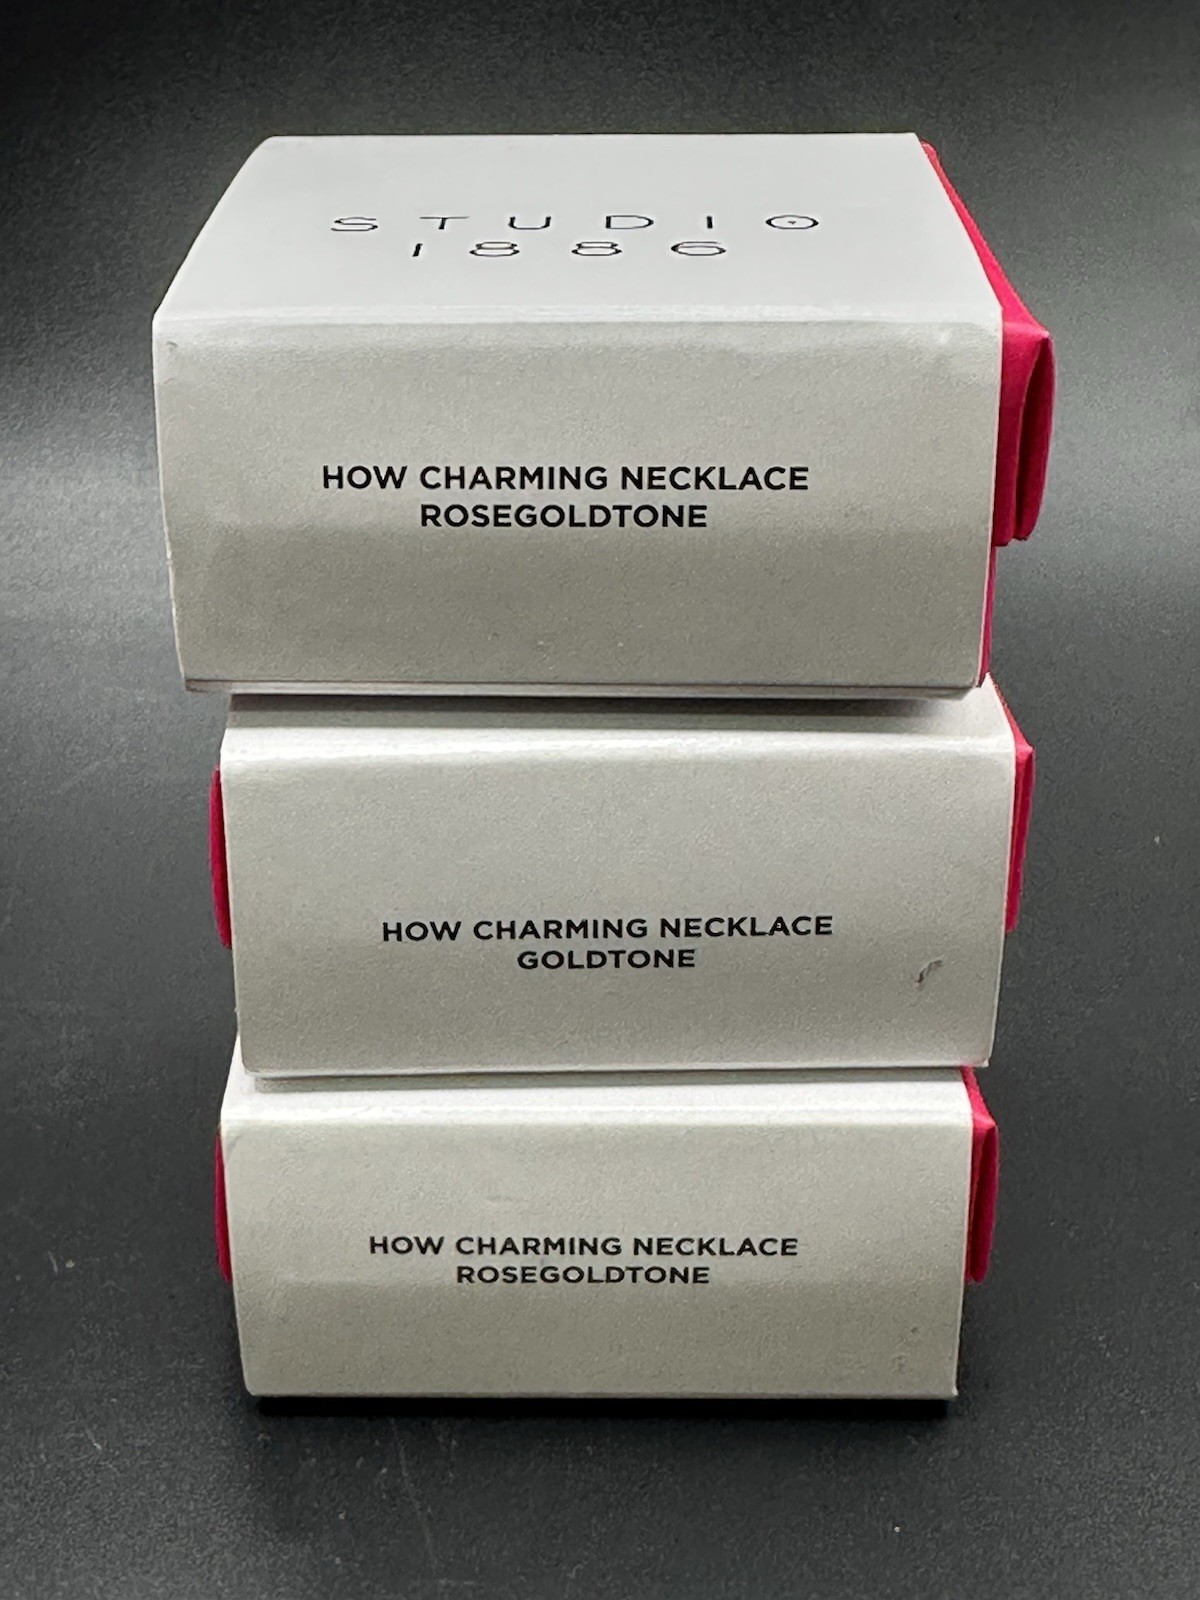 STUDIO
1886
HOW CHARMING NECKLACE
ROSEGOLDTONE
HOW CHARMING NECKLACE
GOLDTONE
HOW CHARMING NECKLACE
ROSEGOLDTONE